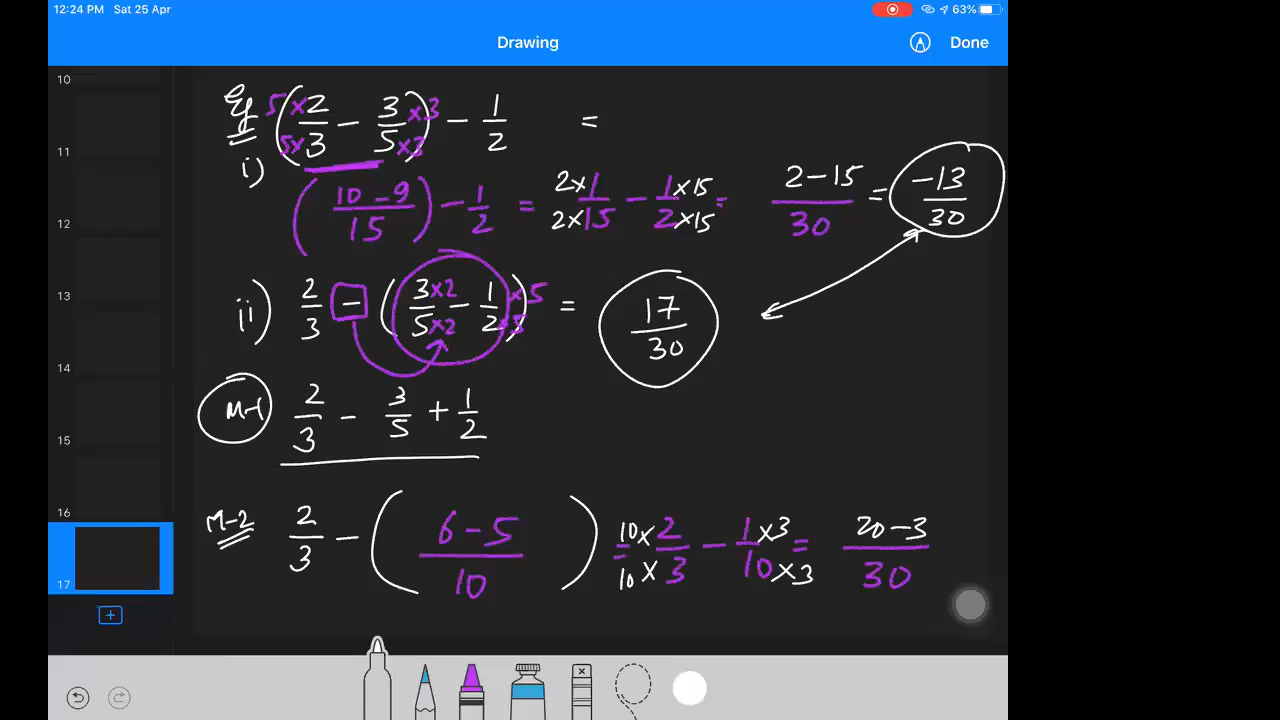 12:24 PM Sat 25 Apr 63%
Drawing Done
10
11
12
13
14
15
16
17
Eg (5×2/5×3 − 3×3/5×3) − 1/2 =
i)
((10 − 9)/15) − 1/2 = 2×1/2×15 − 1×15/2×15 = (2 − 15)/30 = −13/30
ii) 2/3 − (3×2/5×2 − 1×5/2×5) = 17/30
M-1 2/3 − 3/5 + 1/2
M-2 2/3 − ((6 − 5)/10) = 10×2/10×3 − 1×3/10×3 = (20 − 3)/30